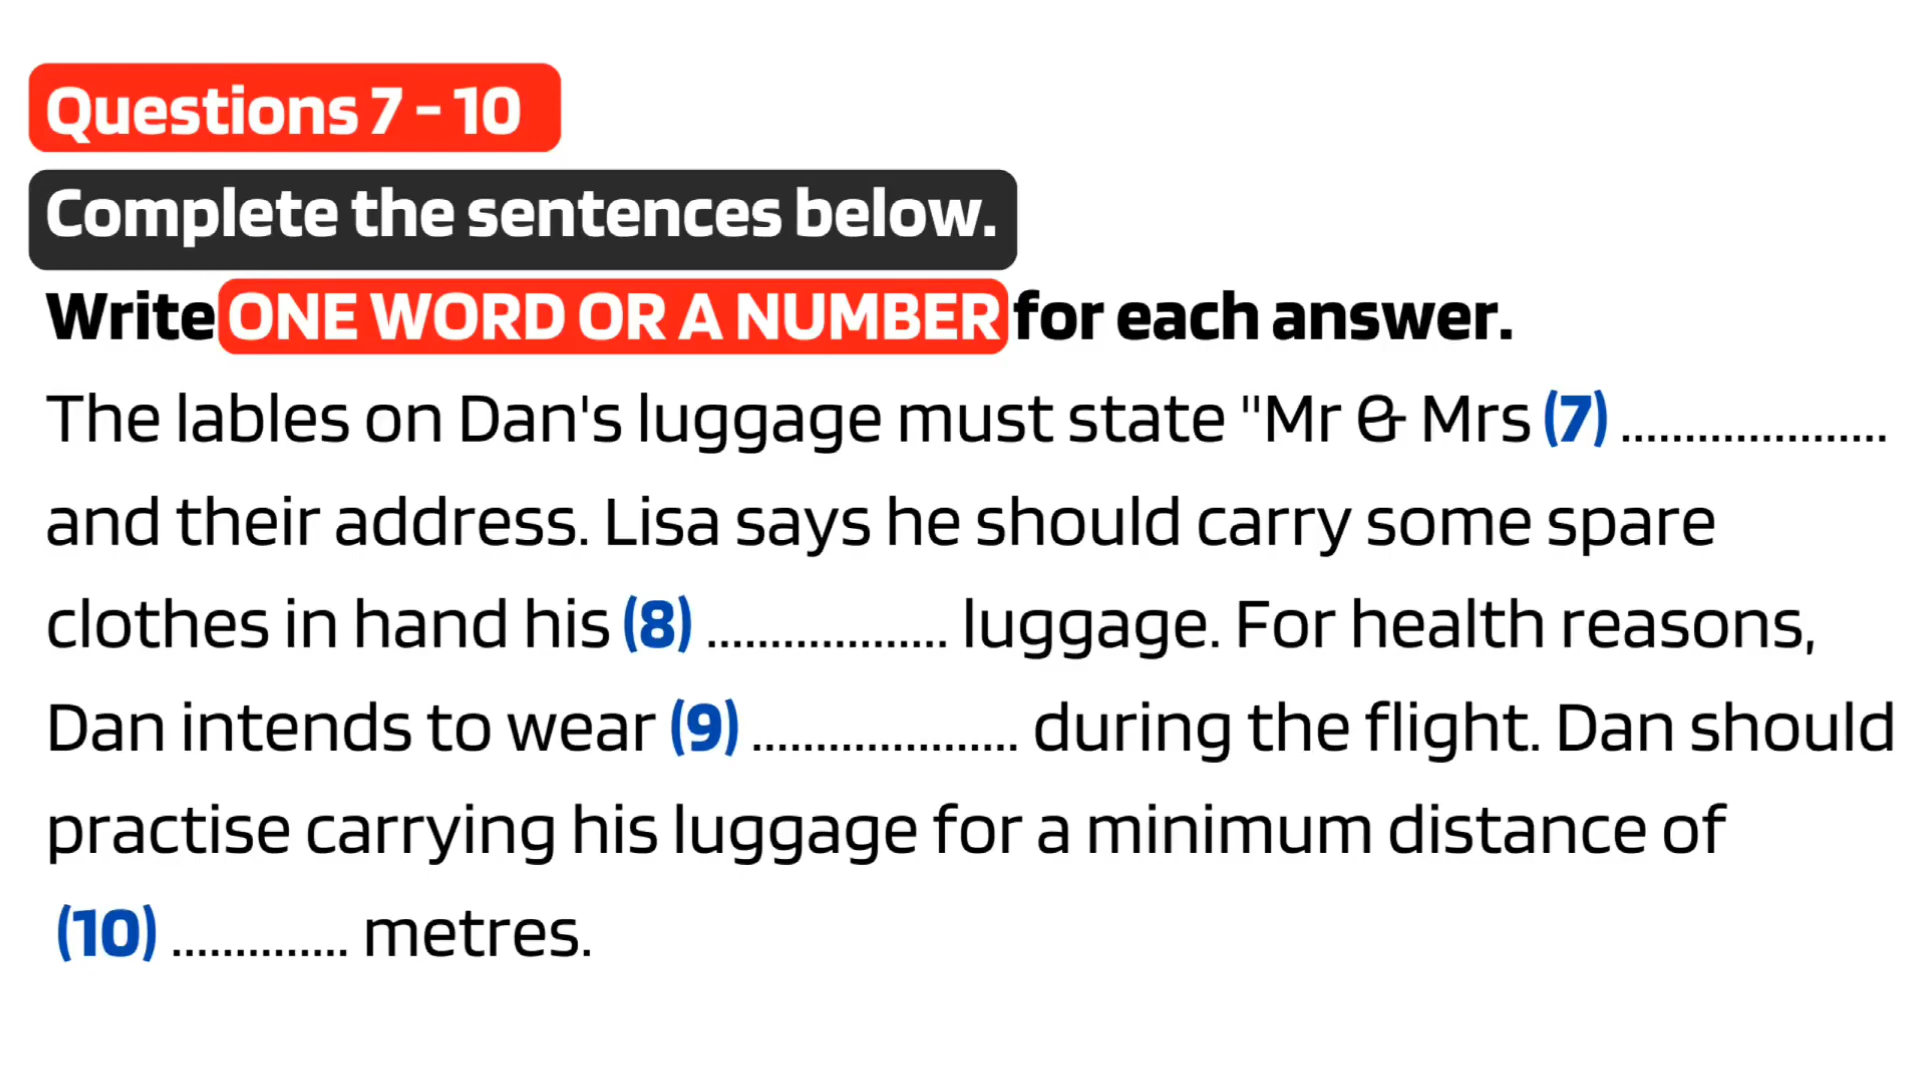 Questions 7 - 10
Complete the sentences below.
Write ONE WORD OR A NUMBER for each answer.
The lables on Dan's luggage must state "Mr & Mrs (7) .....................
and their address. Lisa says he should carry some spare
clothes in hand his (8) ................... luggage. For health reasons,
Dan intends to wear (9) ..................... during the flight. Dan should
practise carrying his luggage for a minimum distance of
(10) .............. metres.